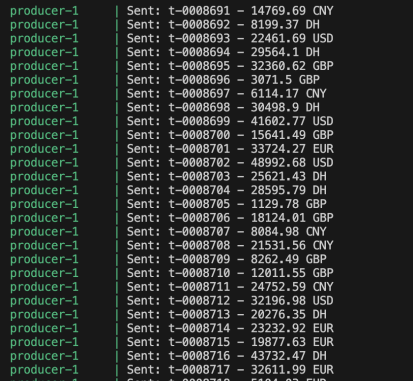 producer-1 | Sent: t-0008691 - 14769.69 CNY
producer-1 | Sent: t-0008692 - 8199.37 DH
producer-1 | Sent: t-0008693 - 22461.69 USD
producer-1 | Sent: t-0008694 - 29564.1 DH
producer-1 | Sent: t-0008695 - 32360.62 GBP
producer-1 | Sent: t-0008696 - 3071.5 GBP
producer-1 | Sent: t-0008697 - 6114.17 CNY
producer-1 | Sent: t-0008698 - 30498.9 DH
producer-1 | Sent: t-0008699 - 41602.77 USD
producer-1 | Sent: t-0008700 - 15641.49 GBP
producer-1 | Sent: t-0008701 - 33724.27 EUR
producer-1 | Sent: t-0008702 - 48992.68 USD
producer-1 | Sent: t-0008703 - 25621.43 DH
producer-1 | Sent: t-0008704 - 28595.79 DH
producer-1 | Sent: t-0008705 - 1129.78 GBP
producer-1 | Sent: t-0008706 - 18124.01 GBP
producer-1 | Sent: t-0008707 - 8084.98 CNY
producer-1 | Sent: t-0008708 - 21531.56 CNY
producer-1 | Sent: t-0008709 - 8262.49 GBP
producer-1 | Sent: t-0008710 - 12011.55 GBP
producer-1 | Sent: t-0008711 - 24752.59 CNY
producer-1 | Sent: t-0008712 - 32196.98 USD
producer-1 | Sent: t-0008713 - 20276.35 DH
producer-1 | Sent: t-0008714 - 23232.92 EUR
producer-1 | Sent: t-0008715 - 19877.63 EUR
producer-1 | Sent: t-0008716 - 43732.47 DH
producer-1 | Sent: t-0008717 - 32611.99 EUR